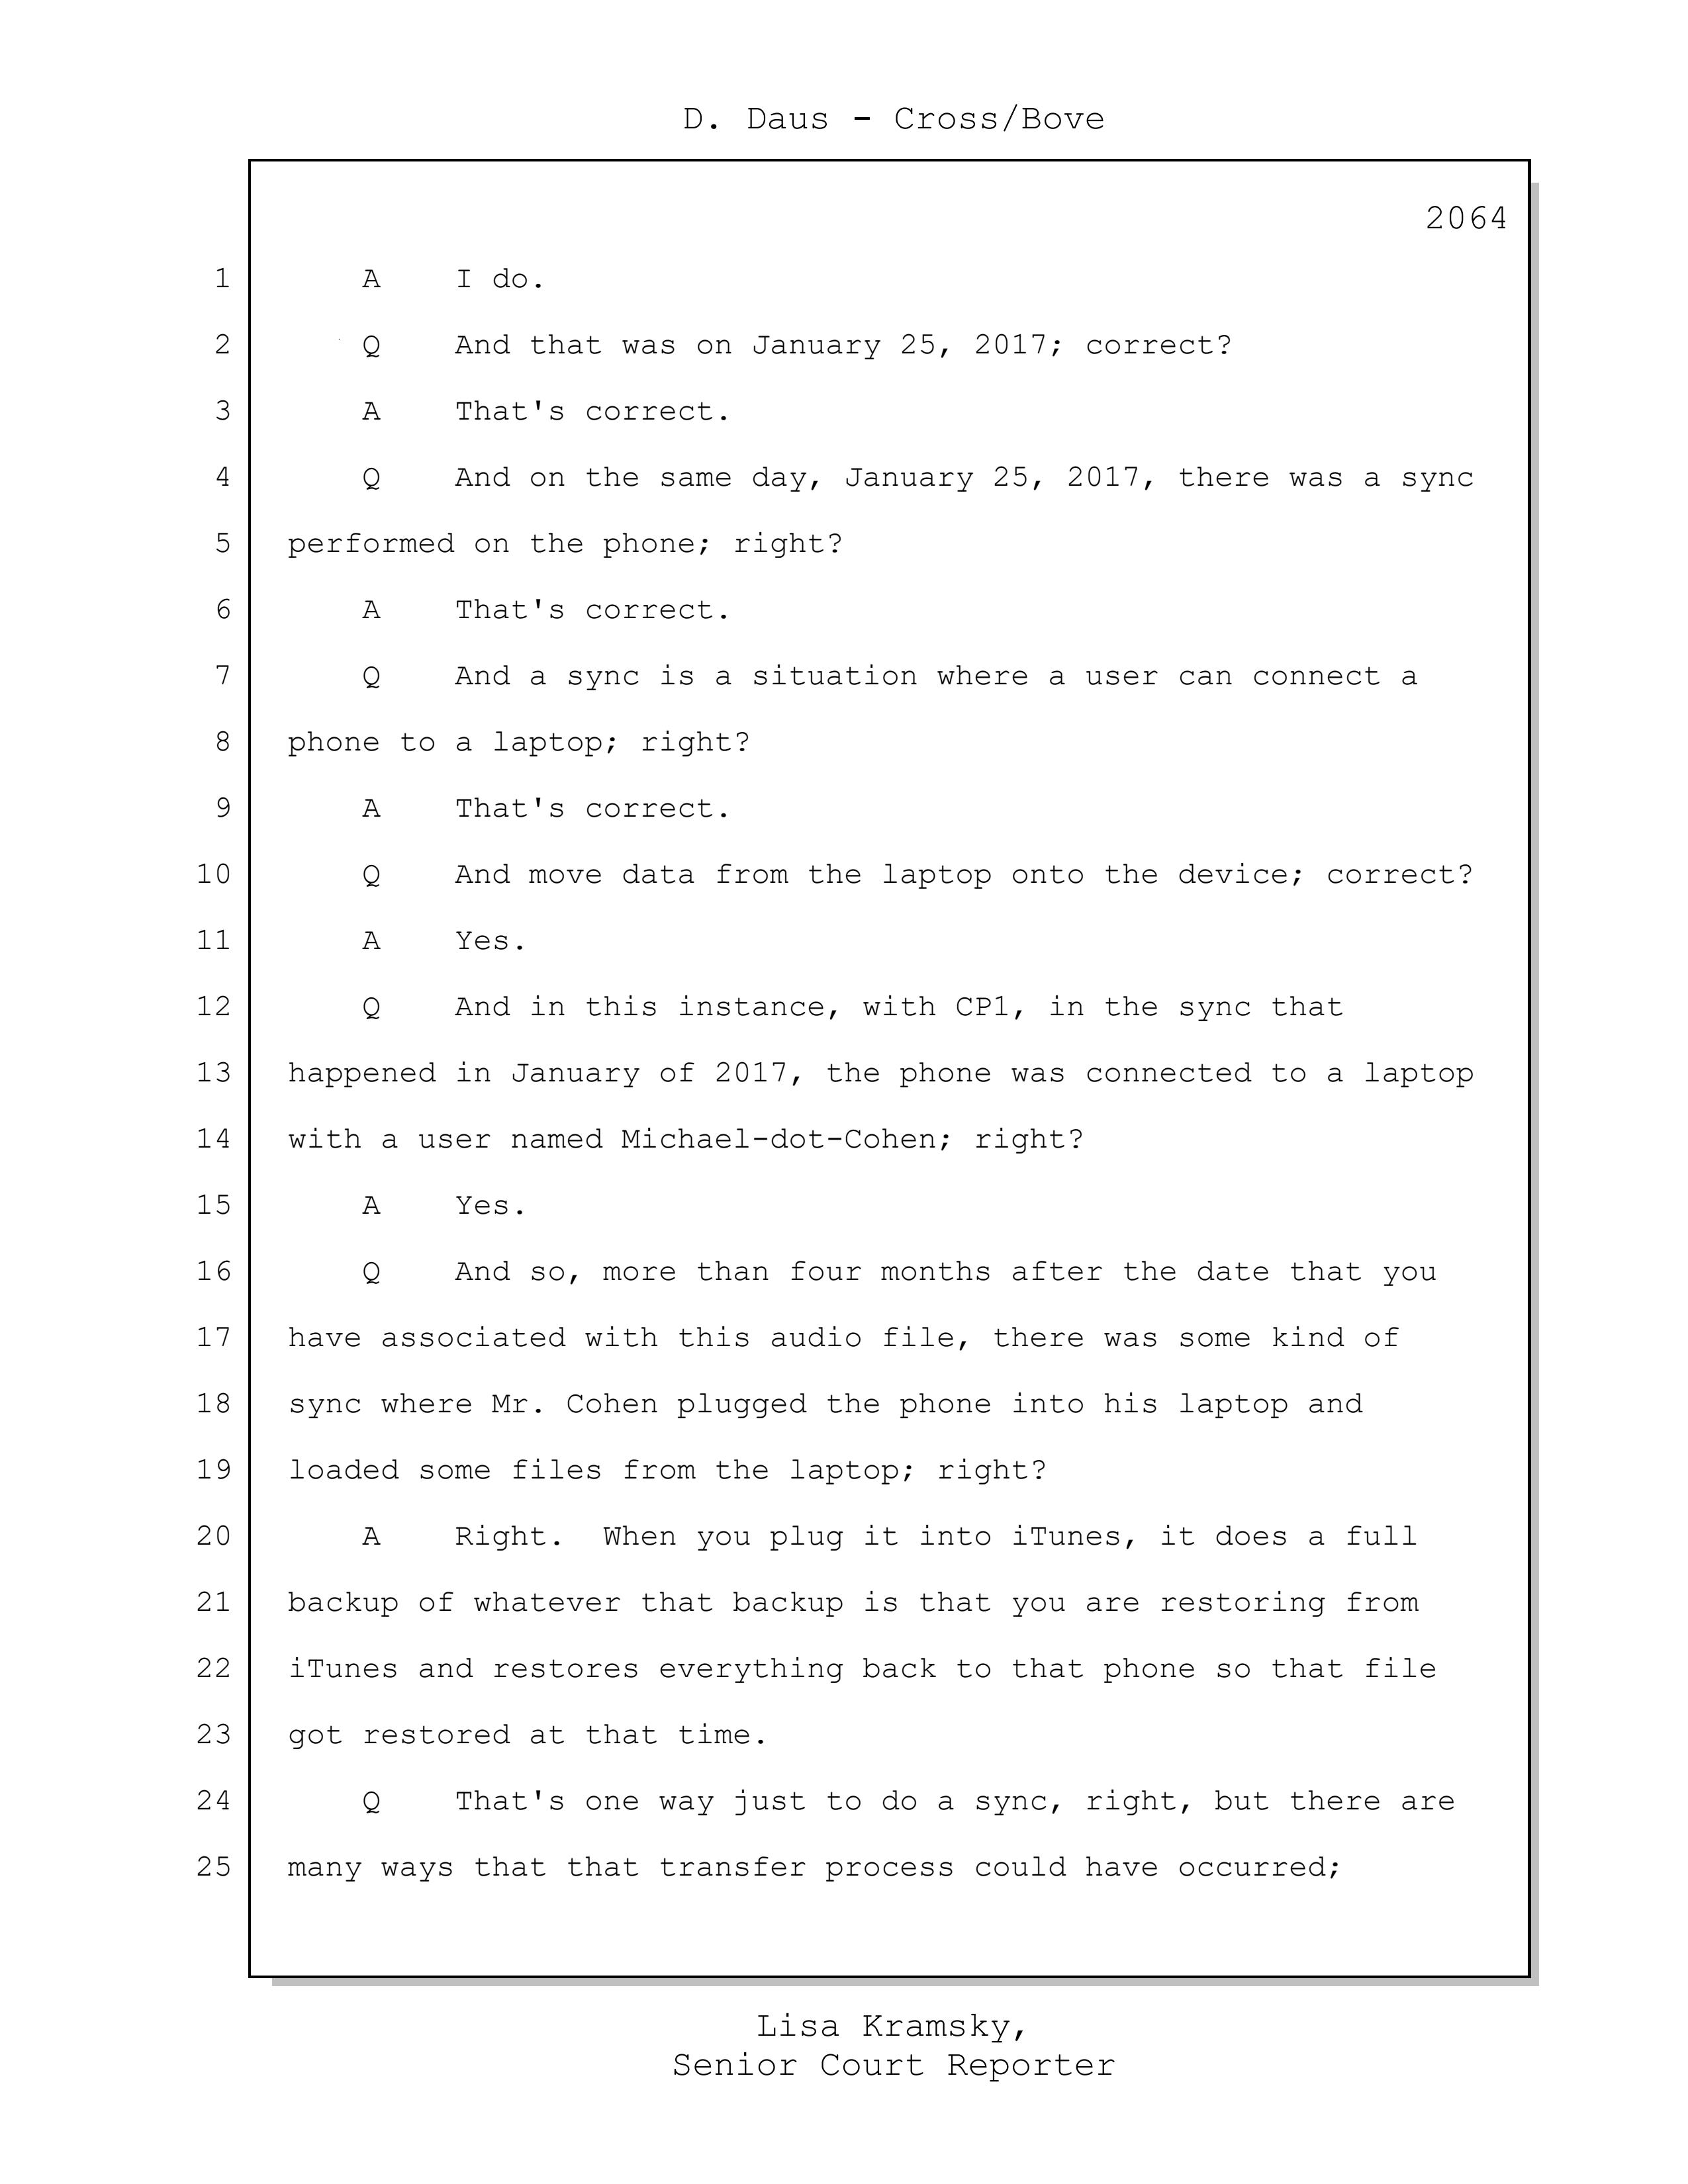 D. Daus - Cross/Bove
2064
1 A I do.
2 Q And that was on January 25, 2017; correct?
3 A That's correct.
4 Q And on the same day, January 25, 2017, there was a sync
5 performed on the phone; right?
6 A That's correct.
7 Q And a sync is a situation where a user can connect a
8 phone to a laptop; right?
9 A That's correct.
10 Q And move data from the laptop onto the device; correct?
11 A Yes.
12 Q And in this instance, with CP1, in the sync that
13 happened in January of 2017, the phone was connected to a laptop
14 with a user named Michael-dot-Cohen; right?
15 A Yes.
16 Q And so, more than four months after the date that you
17 have associated with this audio file, there was some kind of
18 sync where Mr. Cohen plugged the phone into his laptop and
19 loaded some files from the laptop; right?
20 A Right. When you plug it into iTunes, it does a full
21 backup of whatever that backup is that you are restoring from
22 iTunes and restores everything back to that phone so that file
23 got restored at that time.
24 Q That's one way just to do a sync, right, but there are
25 many ways that that transfer process could have occurred;
Lisa Kramsky,
Senior Court Reporter